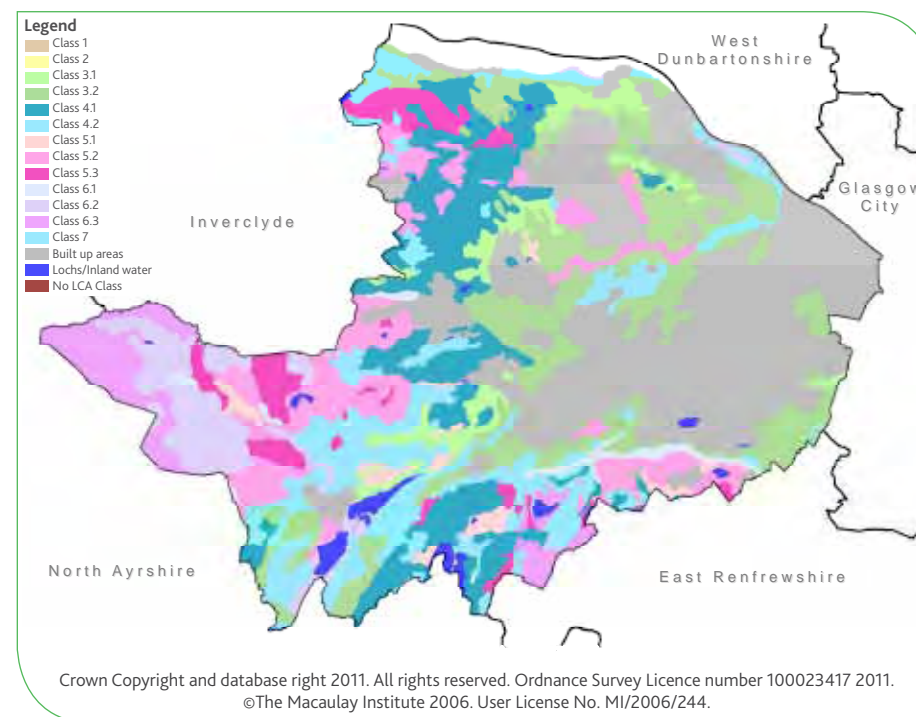 Legend
Class 1
Class 2
Class 3.1
Class 3.2
Class 4.1
Class 4.2
Class 5.1
Class 5.2
Class 5.3
Class 6.1
Class 6.2
Class 6.3
Class 7
Built up areas
Lochs/Inland water
No LCA Class
West
Dunbartonshire
Glasgow
City
Inverclyde
North Ayrshire
East Renfrewshire
Crown Copyright and database right 2011. All rights reserved. Ordnance Survey Licence number 100023417 2011.
©The Macaulay Institute 2006. User License No. MI/2006/244.